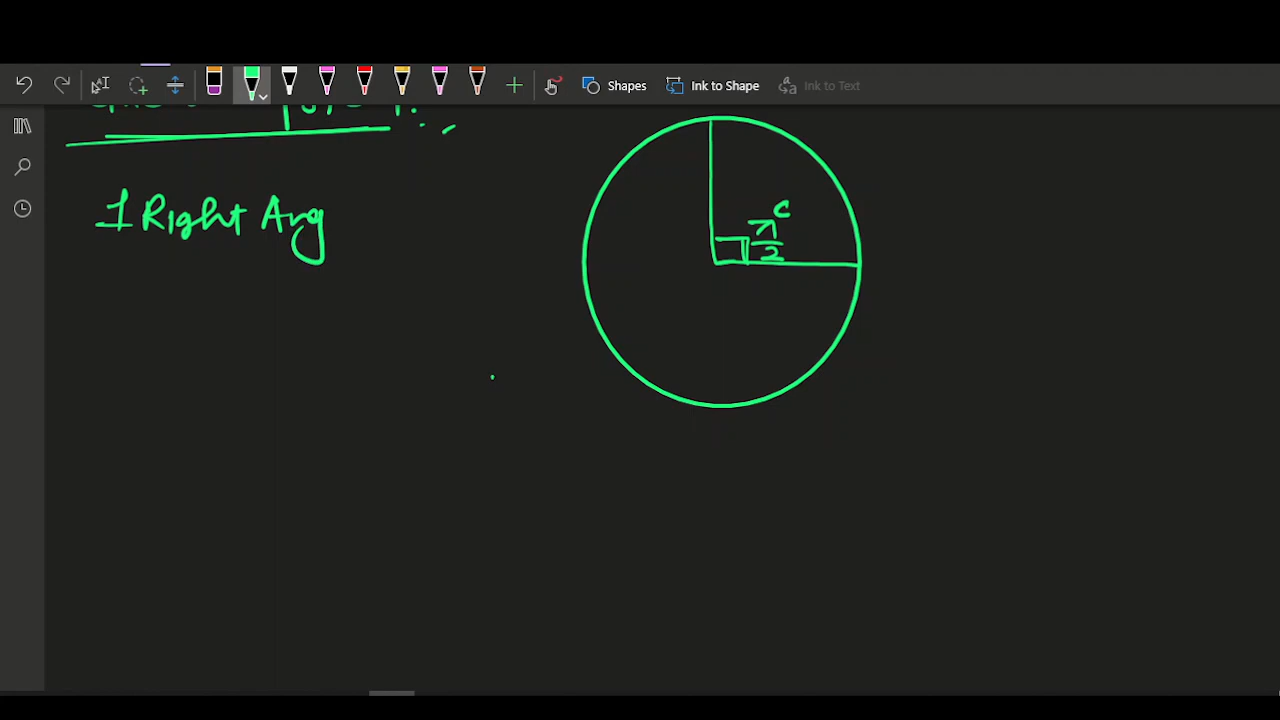 Shapes
Ink to Shape
Ink to Text
1 Right Ang
π/2 c